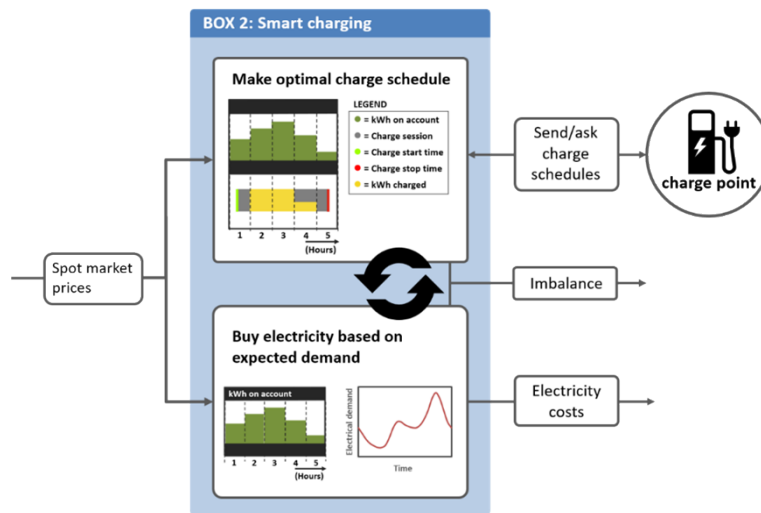 BOX 2: Smart charging
Make optimal charge schedule
LEGEND
= kWh on account
= Charge session
= Charge start time
= Charge stop time
= kWh charged
1 2 3 4 5
(Hours)
Send/ask
charge
schedules
charge point
Spot market
prices
Imbalance
Buy electricity based on
expected demand
kWh on account
1 2 3 4 5
(Hours)
Electrical demand
Time
Electricity
costs